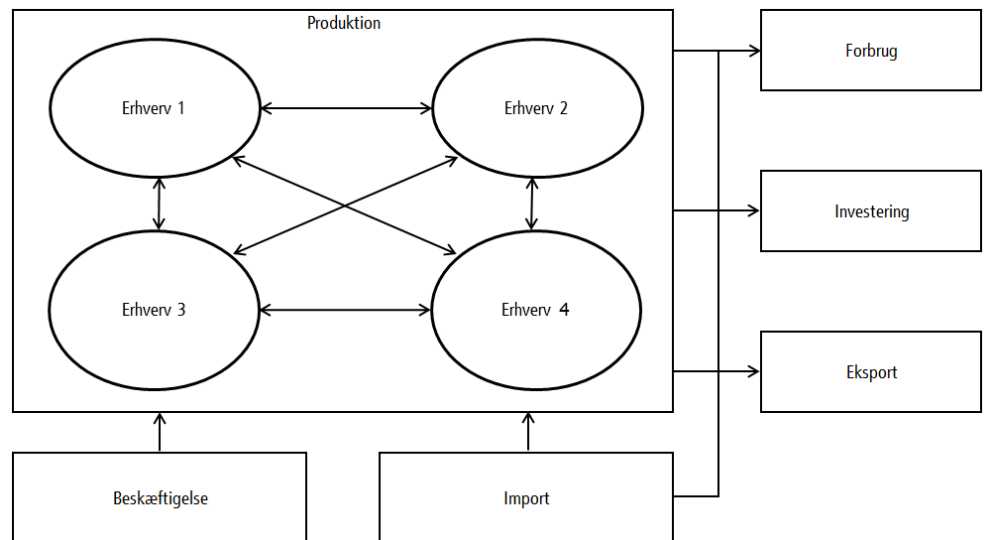 Produktion
Erhverv 1
Erhverv 2
Erhverv 3
Erhverv 4
Forbrug
Investering
Eksport
Beskæftigelse
Import